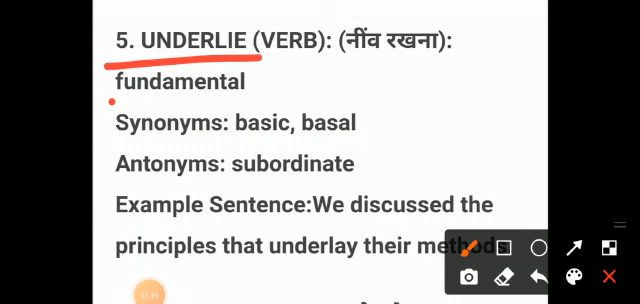 5. UNDERLIE (VERB): (नींव रखना):
fundamental
Synonyms: basic, basal
Antonyms: subordinate
Example Sentence:We discussed the
principles that underlay their methods